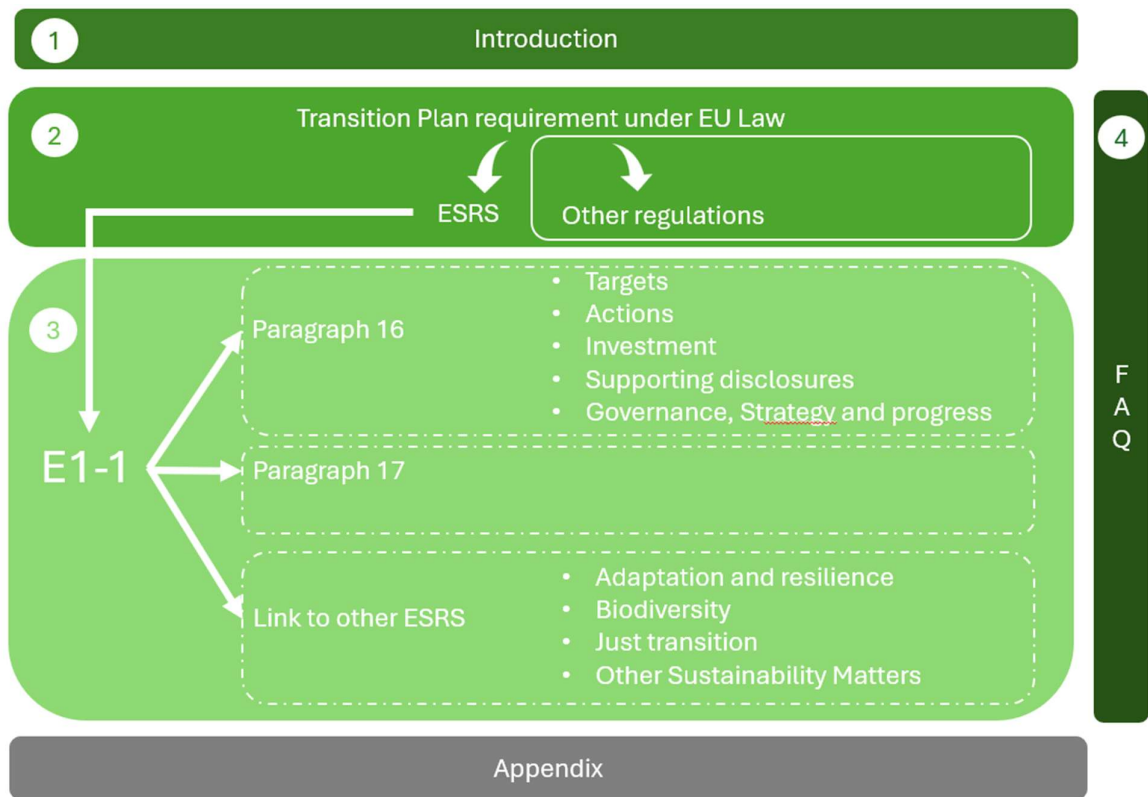 1
Introduction
2
Transition Plan requirement under EU Law
ESRS
Other regulations
3
E1-1
Paragraph 16
• Targets
• Actions
• Investment
• Supporting disclosures
• Governance, Strategy and progress
Paragraph 17
Link to other ESRS
• Adaptation and resilience
• Biodiversity
• Just transition
• Other Sustainability Matters
4
F
A
Q
Appendix